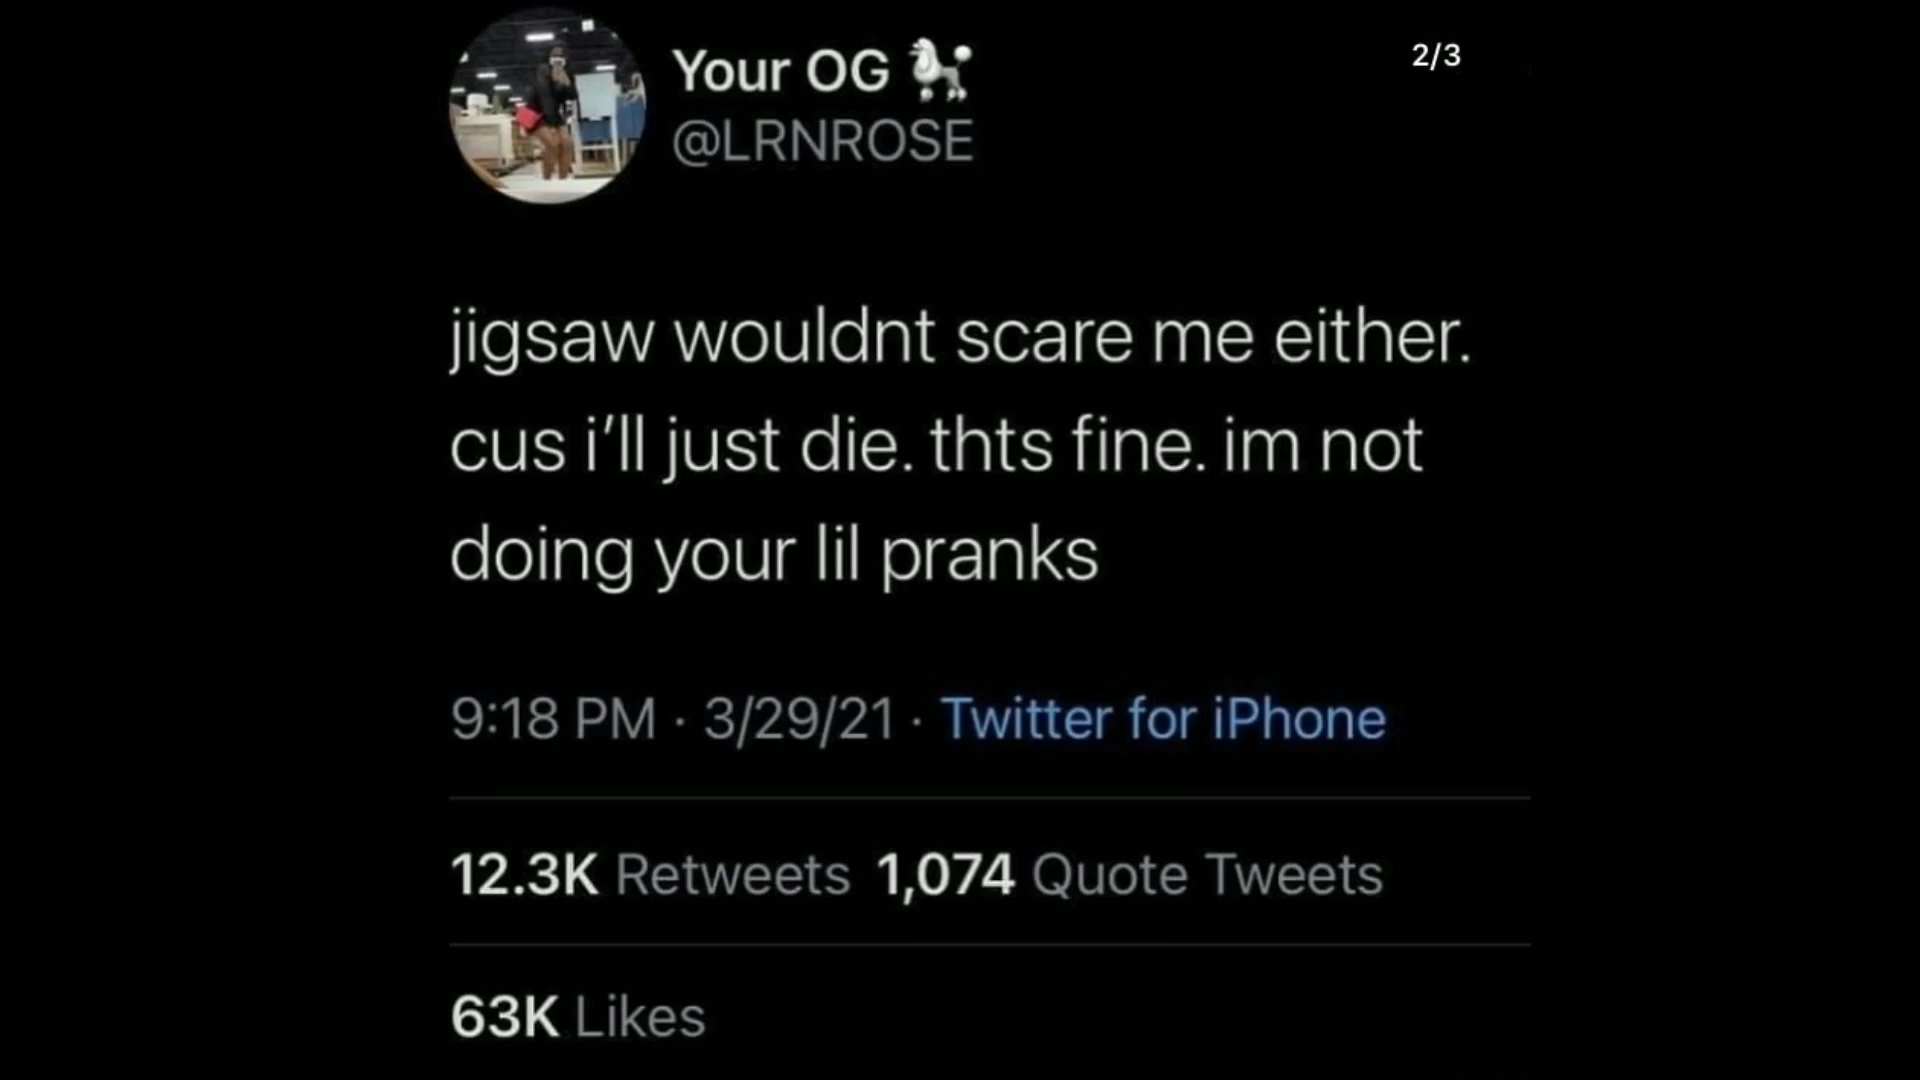 Your OG 🐩
2/3
@LRNROSE
jigsaw wouldnt scare me either.
cus i’ll just die. thts fine. im not
doing your lil pranks
9:18 PM · 3/29/21 · Twitter for iPhone
12.3K Retweets 1,074 Quote Tweets
63K Likes